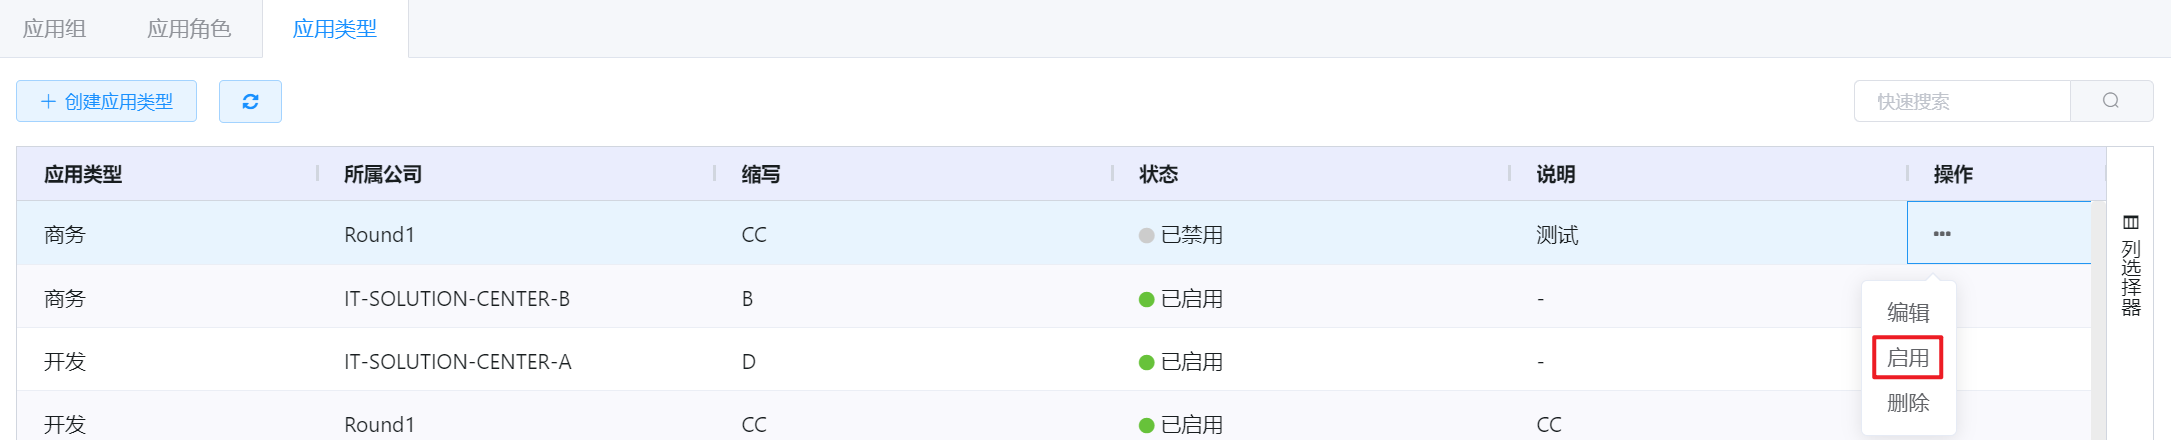 应用组 应用角色 应用类型
创建应用类型 快速搜索
应用类型 所属公司 缩写 状态 说明 操作
商务 Round1 CC 已禁用 测试
商务 IT-SOLUTION-CENTER-B B 已启用 -
开发 IT-SOLUTION-CENTER-A D 已启用 -
开发 Round1 CC 已启用 CC
编辑
启用
删除
列选择器